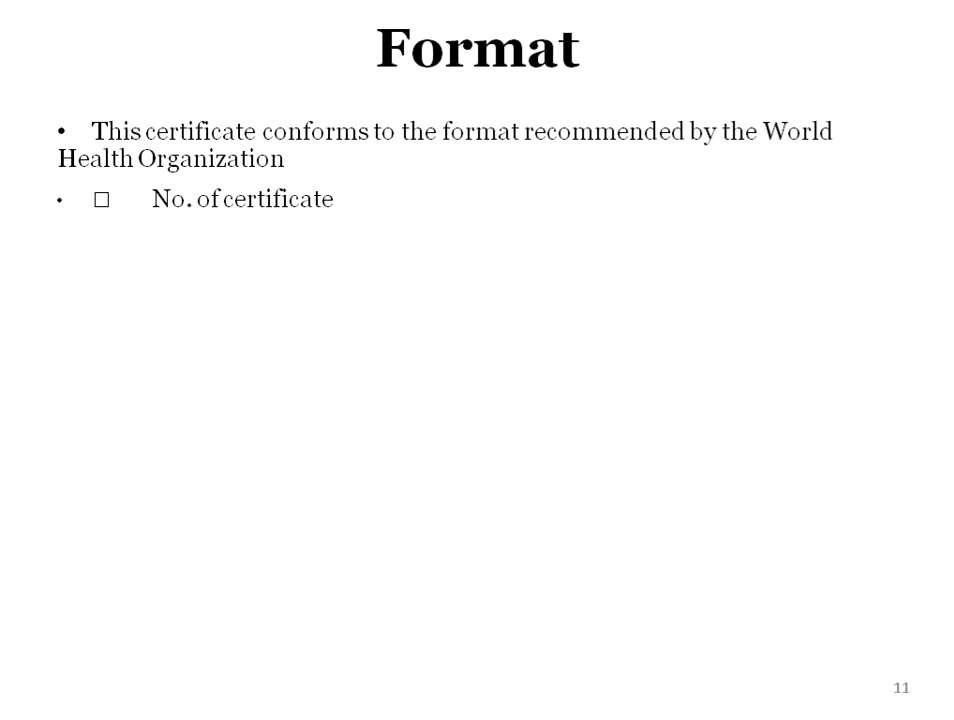 Format
• This certificate conforms to the format recommended by the World
Health Organization
• □ No. of certificate
11